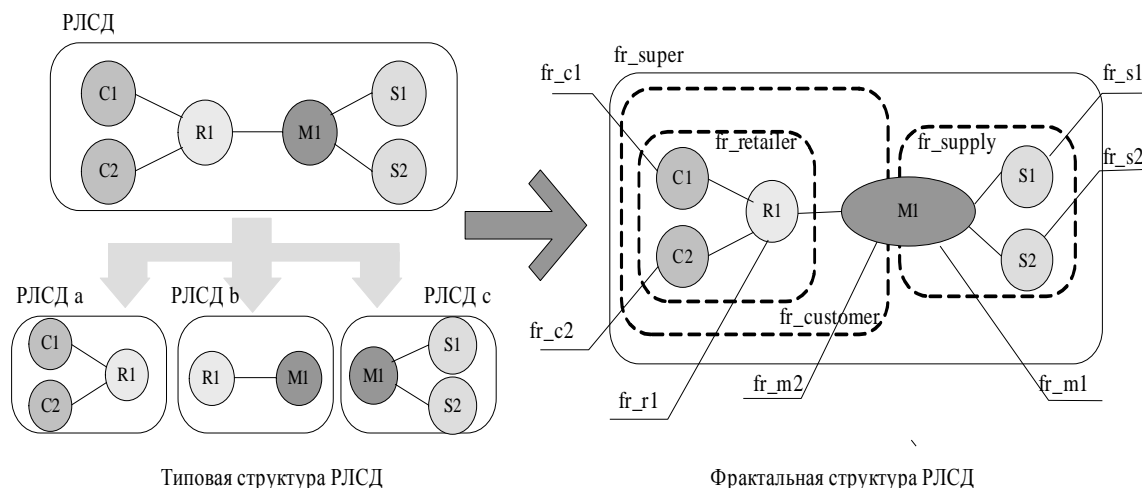 РЛСД
C1
C2
R1
M1
S1
S2
РЛСД a
C1
C2
R1
РЛСД b
R1
M1
РЛСД c
M1
S1
S2
Типовая структура РЛСД
fr_super
fr_c1
fr_s1
fr_retailer
fr_supply
fr_s2
C1
C2
R1
M1
S1
S2
fr_customer
fr_c2
fr_r1
fr_m2
fr_m1
Фрактальная структура РЛСД